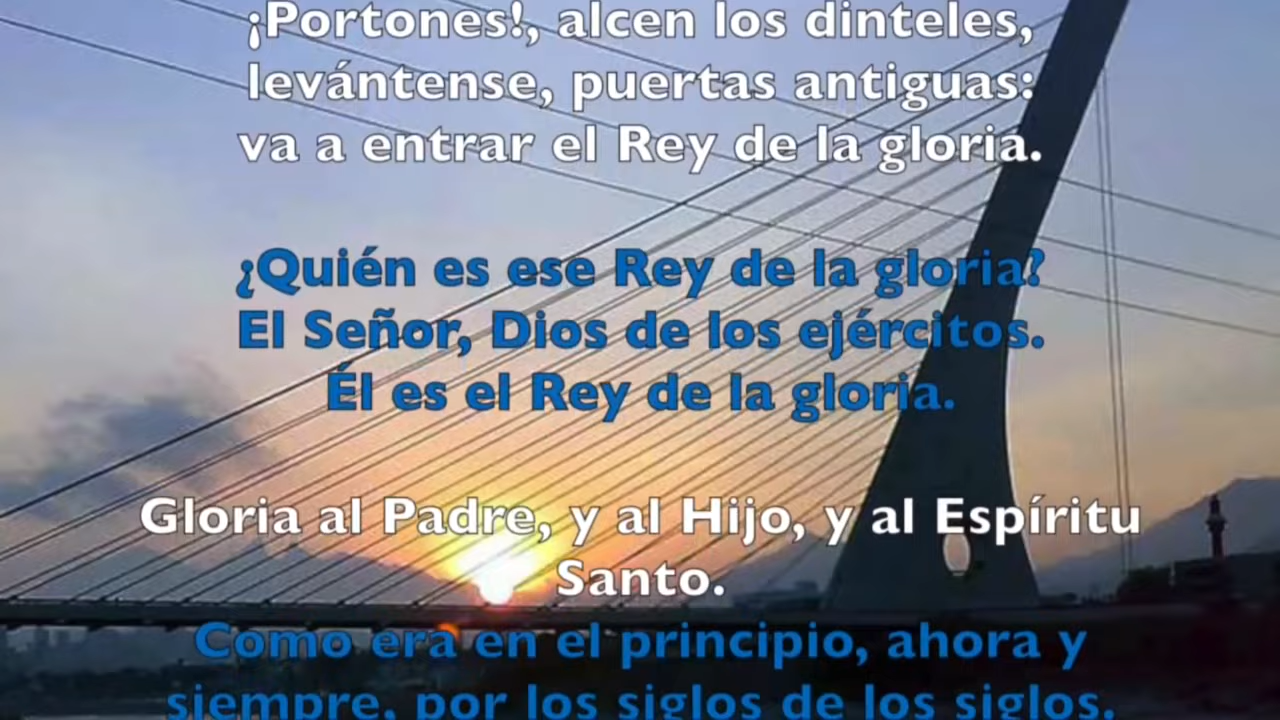 ¡Portones!, alcen los dinteles,
levántense, puertas antiguas:
va a entrar el Rey de la gloria.
¿Quién es ese Rey de la gloria?
El Señor, Dios de los ejércitos.
Él es el Rey de la gloria.
Gloria al Padre, y al Hijo, y al Espíritu
Santo.
Como era en el principio, ahora y
siempre, por los siglos de los siglos.